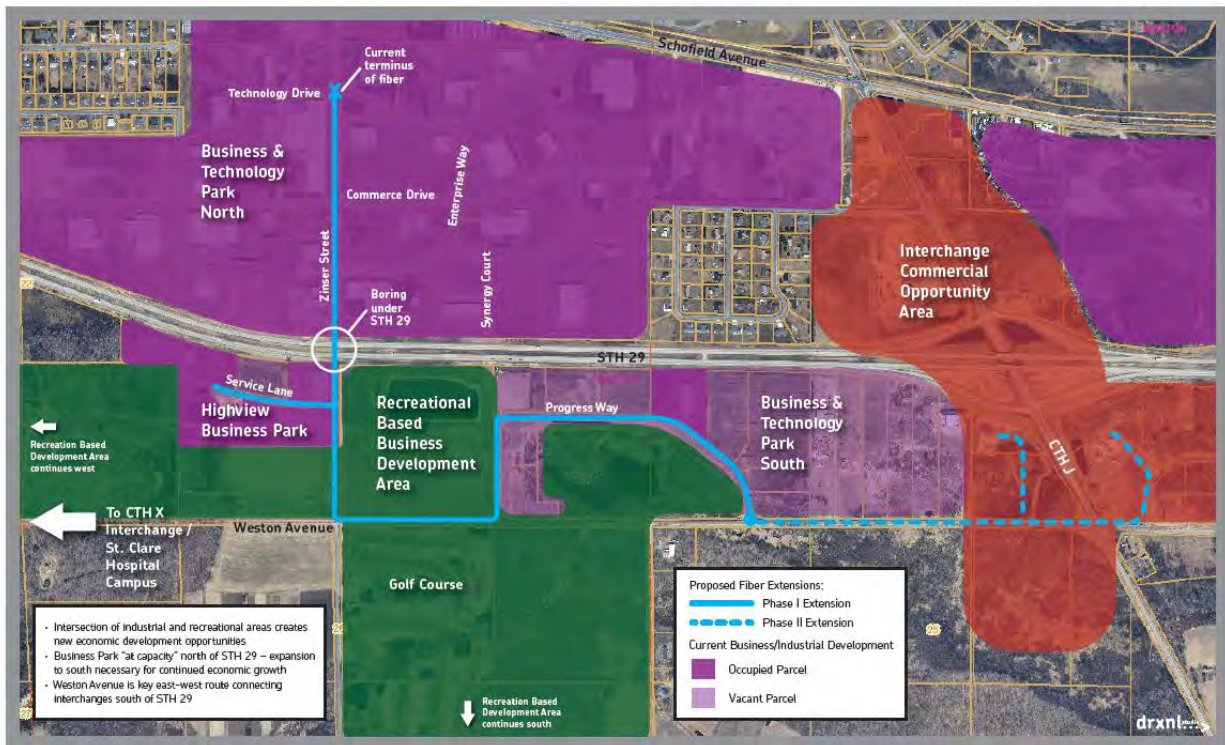 Schofield Avenue
Current
terminus
of fiber
Technology Drive
Business &
Technology
Park
North
Commerce Drive
Enterprise Way
Zinser Street
Synergy Court
Boring
under
STH 29
Interchange
Commercial
Opportunity
Area
STH 29
Service Lane
Highview
Business Park
Recreational
Based
Business
Development
Area
Progress Way
Business &
Technology
Park
South
CTH J
Recreation Based
Development Area
continues west
To CTH X
Interchange /
St. Clare
Hospital
Campus
Weston Avenue
Golf Course
• Intersection of industrial and recreational areas creates
new economic development opportunities
• Business Park "at capacity" north of STH 29 – expansion
to south necessary for continued economic growth
• Weston Avenue is key east-west route connecting
interchanges south of STH 29
Recreation Based
Development Area
continues south
Proposed Fiber Extensions:
Phase I Extension
Phase II Extension
Current Business/Industrial Development
Occupied Parcel
Vacant Parcel
drxnl